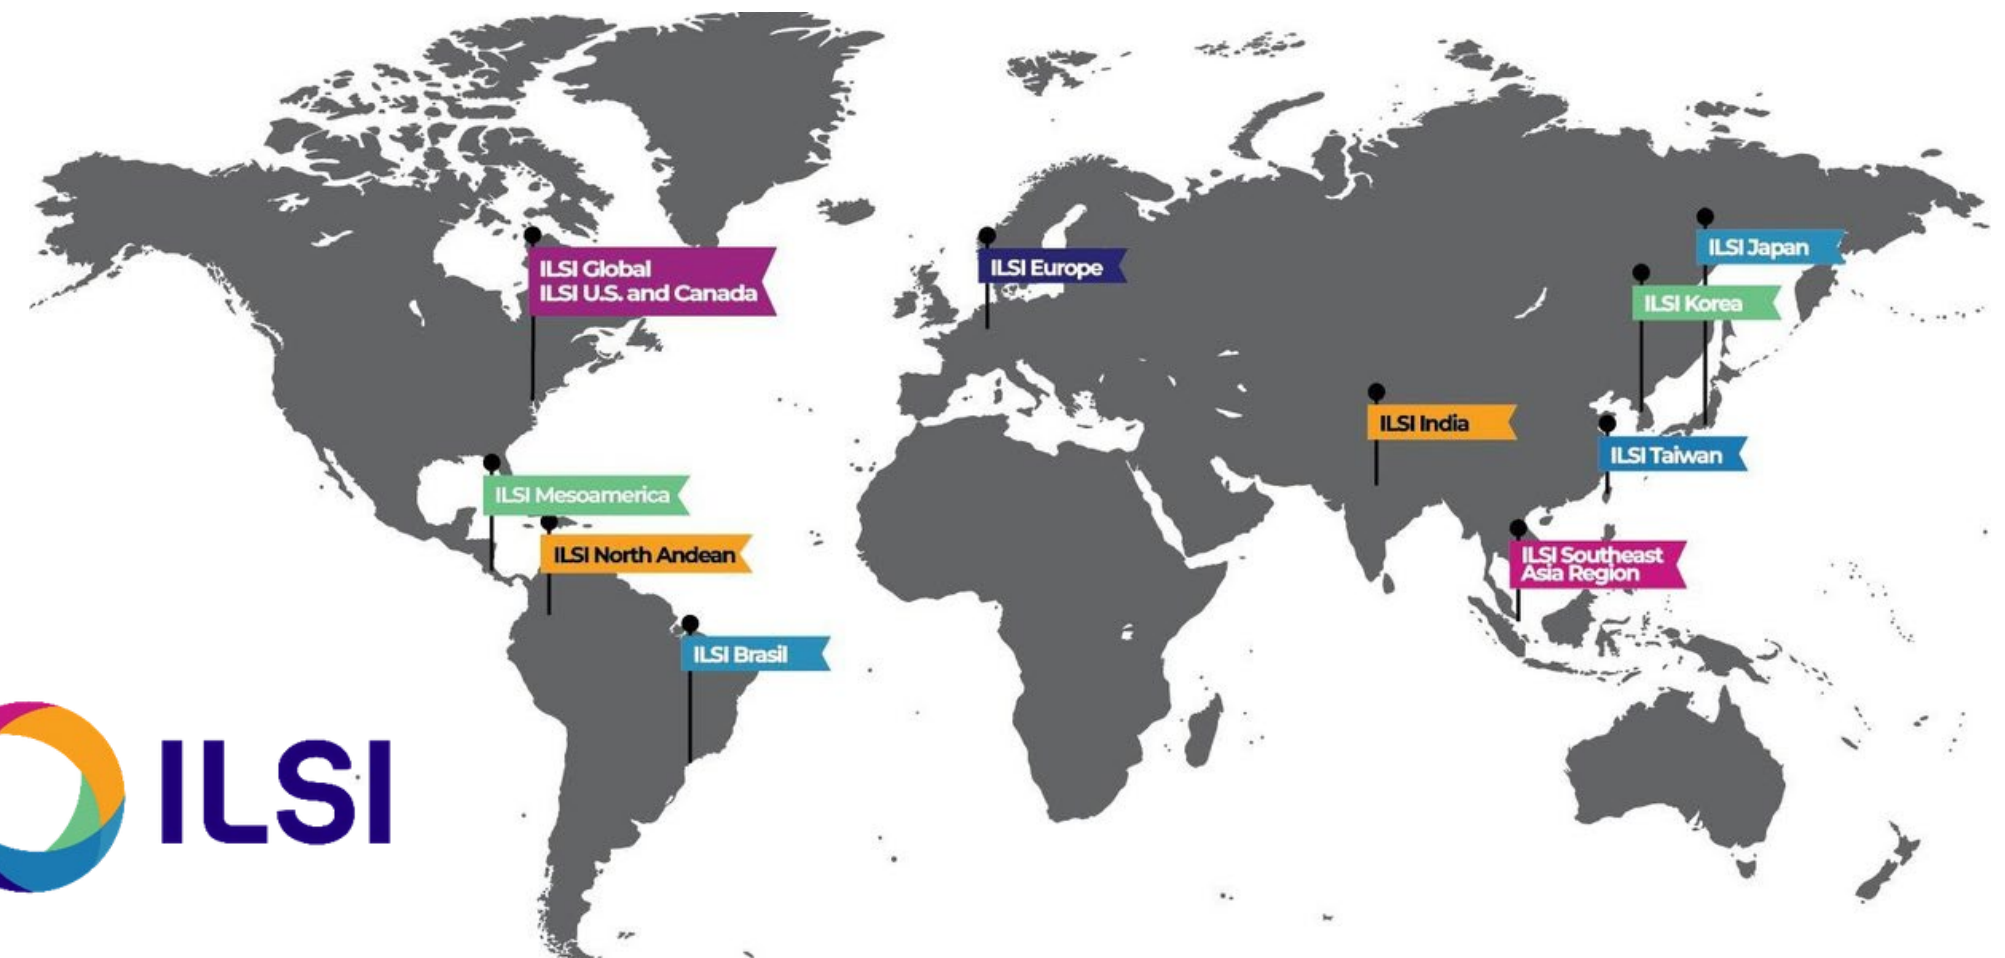 ILSI Global
ILSI U.S. and Canada
ILSI Europe
ILSI Japan
ILSI Korea
ILSI India
ILSI Taiwan
ILSI Mesoamerica
ILSI North Andean
ILSI Southeast
Asia Region
ILSI Brasil
ILSI